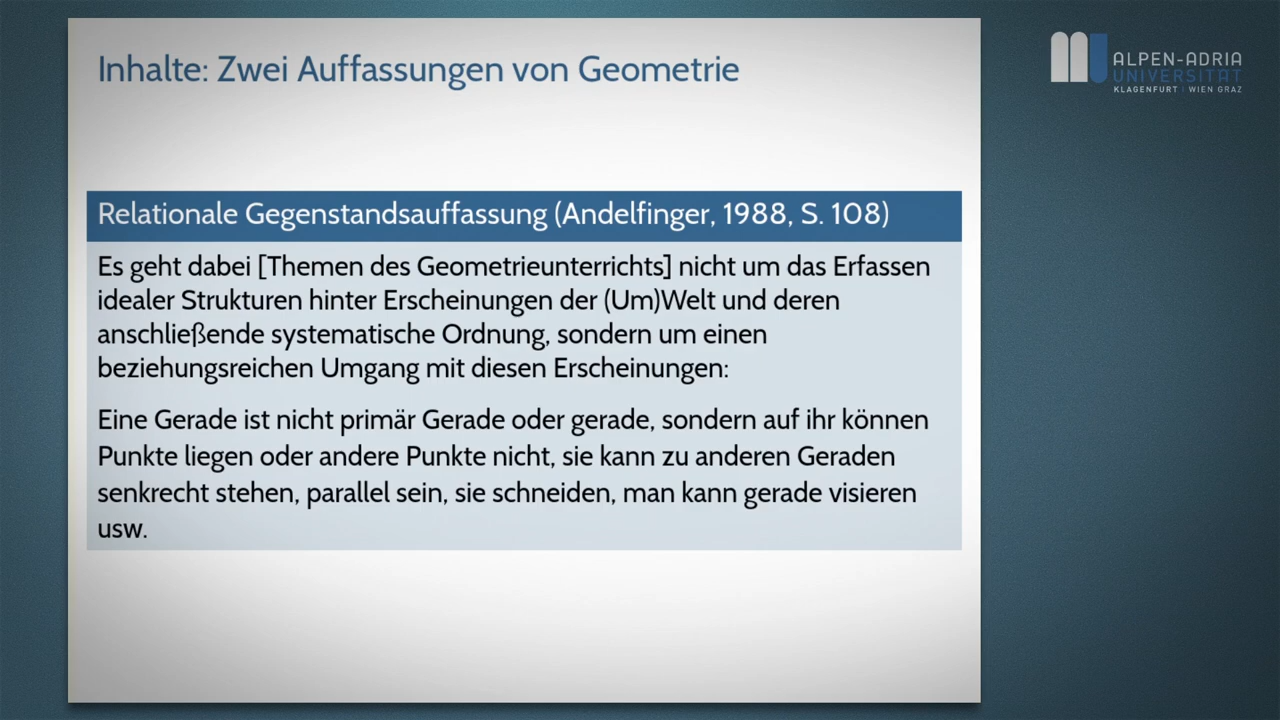 Inhalte: Zwei Auffassungen von Geometrie
ALPEN-ADRIA
UNIVERSITÄT
KLAGENFURT | WIEN GRAZ
Relationale Gegenstandsauffassung (Andelfinger, 1988, S. 108)
Es geht dabei [Themen des Geometrieunterrichts] nicht um das Erfassen
idealer Strukturen hinter Erscheinungen der (Um)Welt und deren
anschließende systematische Ordnung, sondern um einen
beziehungsreichen Umgang mit diesen Erscheinungen:
Eine Gerade ist nicht primär Gerade oder gerade, sondern auf ihr können
Punkte liegen oder andere Punkte nicht, sie kann zu anderen Geraden
senkrecht stehen, parallel sein, sie schneiden, man kann gerade visieren
usw.